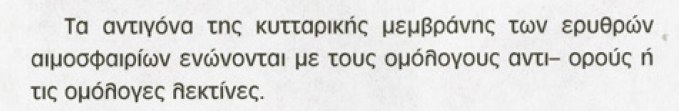 Τα αντιγόνα της κυτταρικής μεμβράνης των ερυθρών
αιμοσφαιρίων ενώνονται με τους ομόλογους αντι– ορούς ή
τις ομόλογες λεκτίνες.